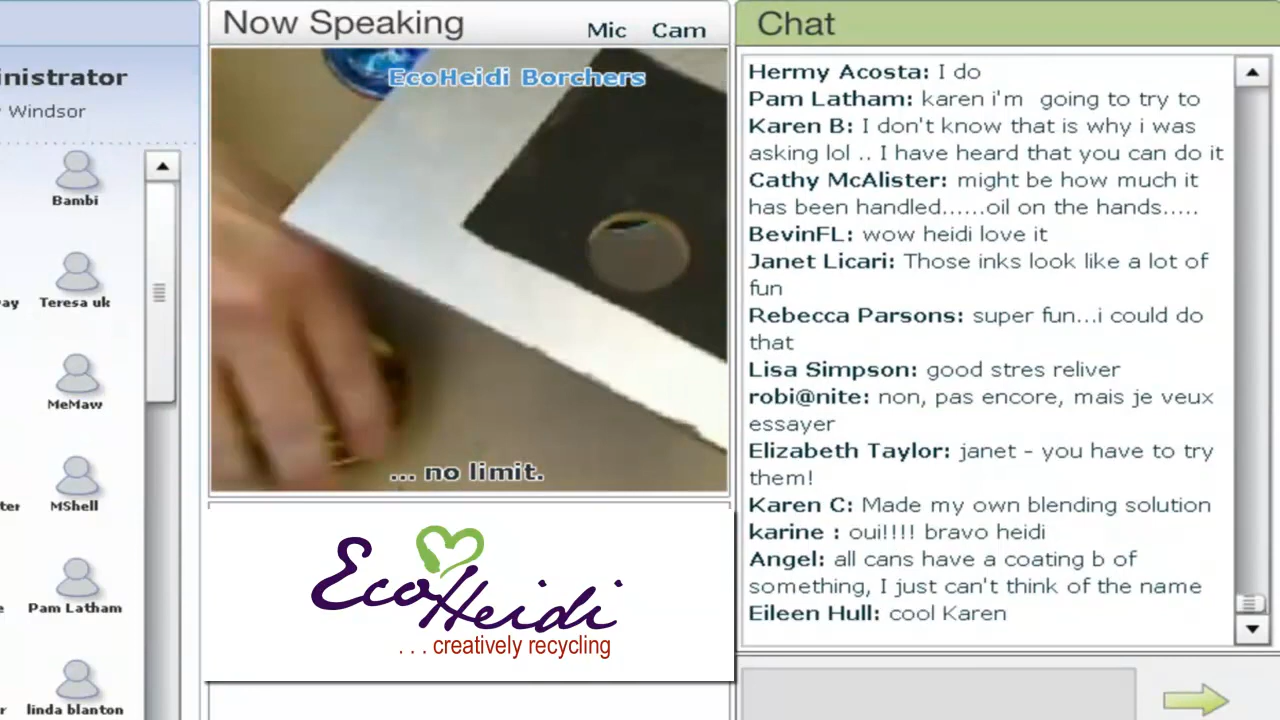 inistrator
Windsor
Bambi
ay Teresa uk
MeMaw
ter MShell
e Pam Latham
r linda blanton
Now Speaking Mic Cam
EcoHeidi Borchers
... no limit.
EcoHeidi
. . . creatively recycling
Chat
Hermy Acosta: I do
Pam Latham: karen i'm going to try to
Karen B: I don't know that is why i was
asking lol .. I have heard that you can do it
Cathy McAlister: might be how much it
has been handled......oil on the hands.....
BevinFL: wow heidi love it
Janet Licari: Those inks look like a lot of
fun
Rebecca Parsons: super fun...i could do
that
Lisa Simpson: good stres reliver
robi@nite: non, pas encore, mais je veux
essayer
Elizabeth Taylor: janet - you have to try
them!
Karen C: Made my own blending solution
karine : oui!!!! bravo heidi
Angel: all cans have a coating b of
something, I just can't think of the name
Eileen Hull: cool Karen